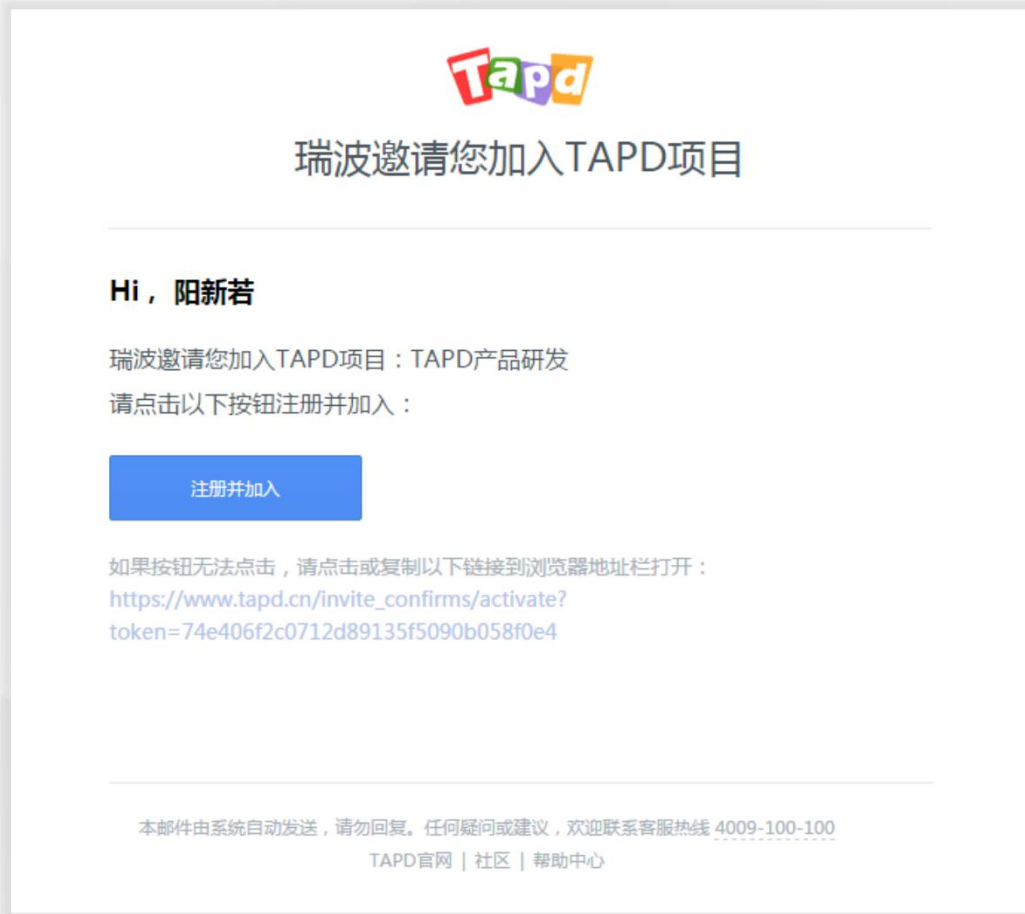 Tapd
瑞波邀请您加入TAPD项目
Hi，阳新若
瑞波邀请您加入TAPD项目：TAPD产品研发
请点击以下按钮注册并加入：
注册并加入
如果按钮无法点击，请点击或复制以下链接到浏览器地址栏打开：
https://www.tapd.cn/invite_confirms/activate?
token=74e406f2c0712d89135f5090b058f0e4
本邮件由系统自动发送，请勿回复。任何疑问或建议，欢迎联系客服热线 4009-100-100
TAPD官网 | 社区 | 帮助中心